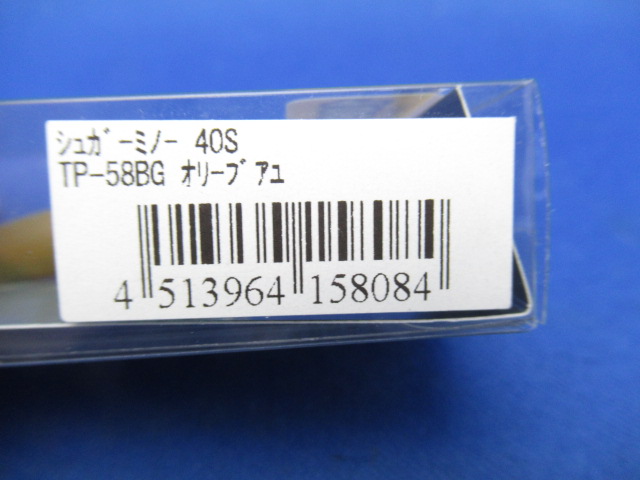 ｼｭｶﾞｰﾐﾉｰ 40S
TP-58BG ｵﾘｰﾌﾞｱﾕ
4 513964 158084